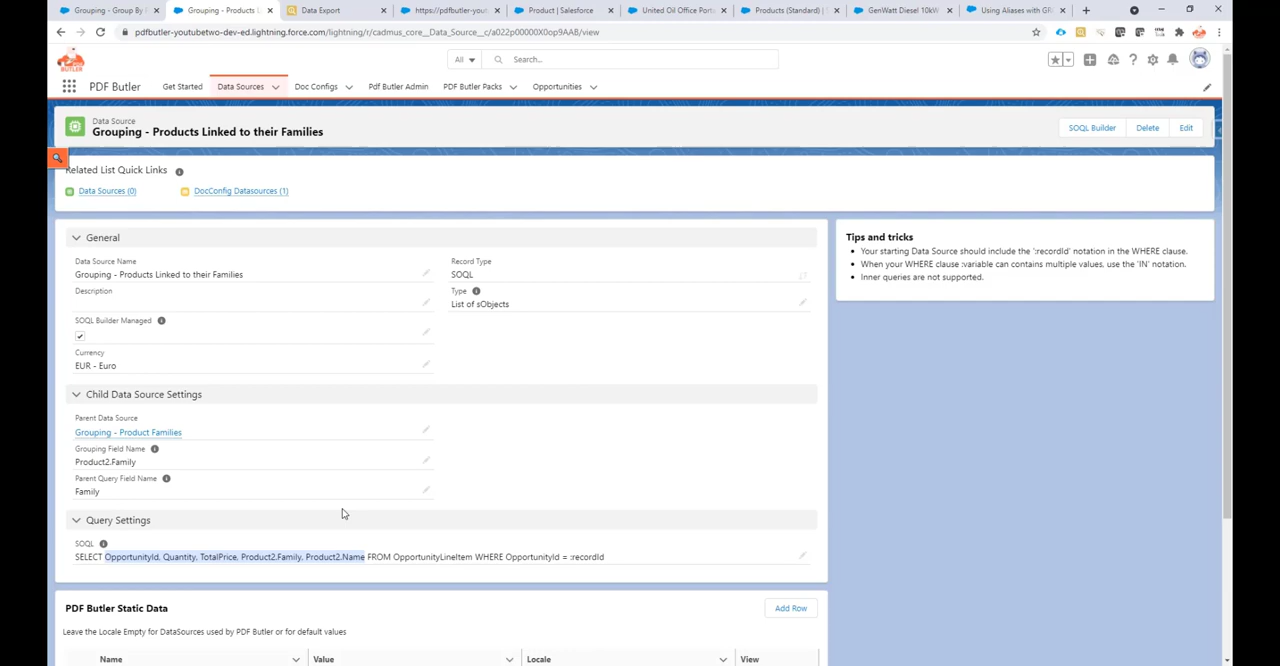 Grouping - Group By
Grouping - Products L
Data Export
https://pdfbutler-you
Product | Salesforce
United Oil Office Port
Products (Standard) |
GenWatt Diesel 10kW
Using Aliases with GR
pdfbutler-youtubetwo-dev-ed.lightning.force.com/lightning/r/cadmus_core__Data_Source__c/a022p00000X0op9AAB/view
BUTLER
All
Search...
PDF Butler
Get Started
Data Sources
Doc Configs
Pdf Butler Admin
PDF Butler Packs
Opportunities
Data Source
Grouping - Products Linked to their Families
SOQL Builder
Delete
Edit
Related List Quick Links
Data Sources (0)
DocConfig Datasources (1)
General
Data Source Name
Grouping - Products Linked to their Families
Record Type
SOQL
Description
Type
List of sObjects
SOQL Builder Managed
Currency
EUR - Euro
Child Data Source Settings
Parent Data Source
Grouping - Product Families
Grouping Field Name
Product2.Family
Parent Query Field Name
Family
Query Settings
SOQL
SELECT OpportunityId, Quantity, TotalPrice, Product2.Family, Product2.Name FROM OpportunityLineItem WHERE OpportunityId = :recordId
Tips and tricks
Your starting Data Source should include the ':recordId' notation in the WHERE clause.
When your WHERE clause :variable can contains multiple values, use the 'IN' notation.
Inner queries are not supported.
PDF Butler Static Data
Add Row
Leave the Locale Empty for DataSources used by PDF Butler or for default values
Name
Value
Locale
View